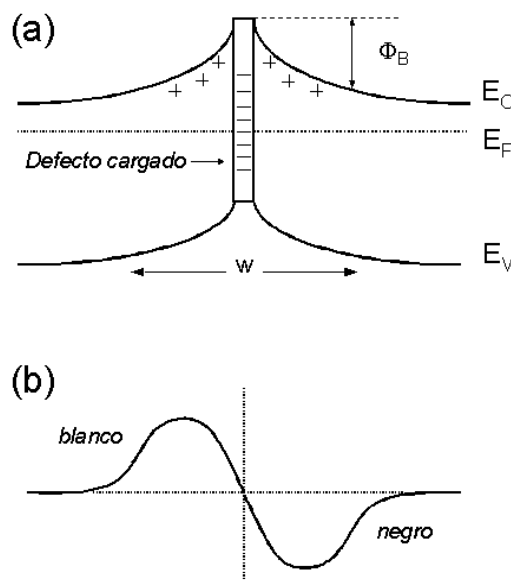 (a)
Φ_B
E_C
E_F
Defecto cargado
E_V
w
(b)
blanco
negro